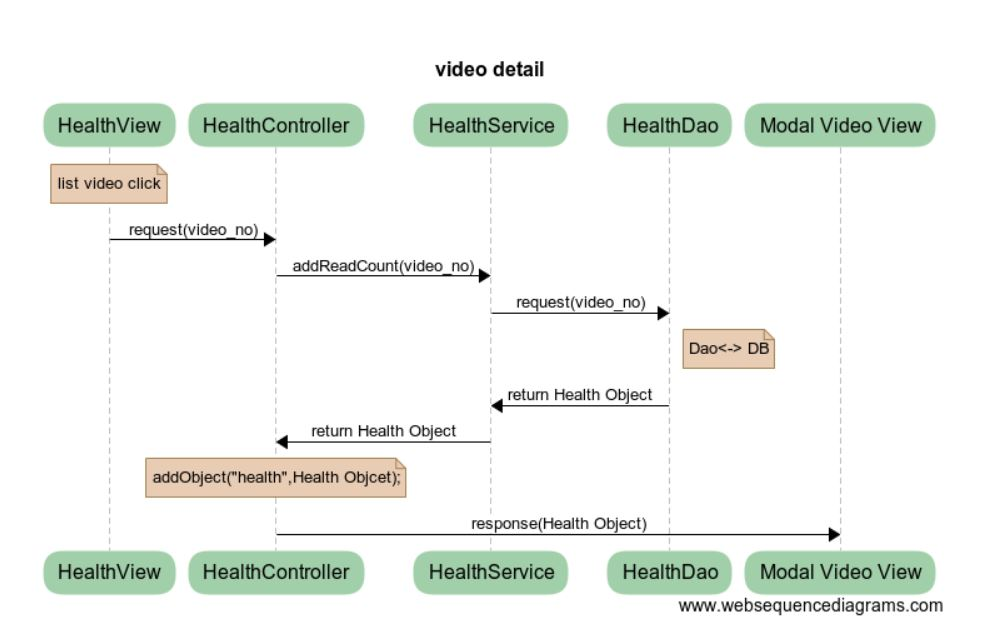 video detail
HealthView
HealthController
HealthService
HealthDao
Modal Video View
list video click
request(video_no)
addReadCount(video_no)
request(video_no)
Dao<-> DB
return Health Object
return Health Object
addObject("health",Health Objcet);
response(Health Object)
HealthView
HealthController
HealthService
HealthDao
Modal Video View
www.websequencediagrams.com